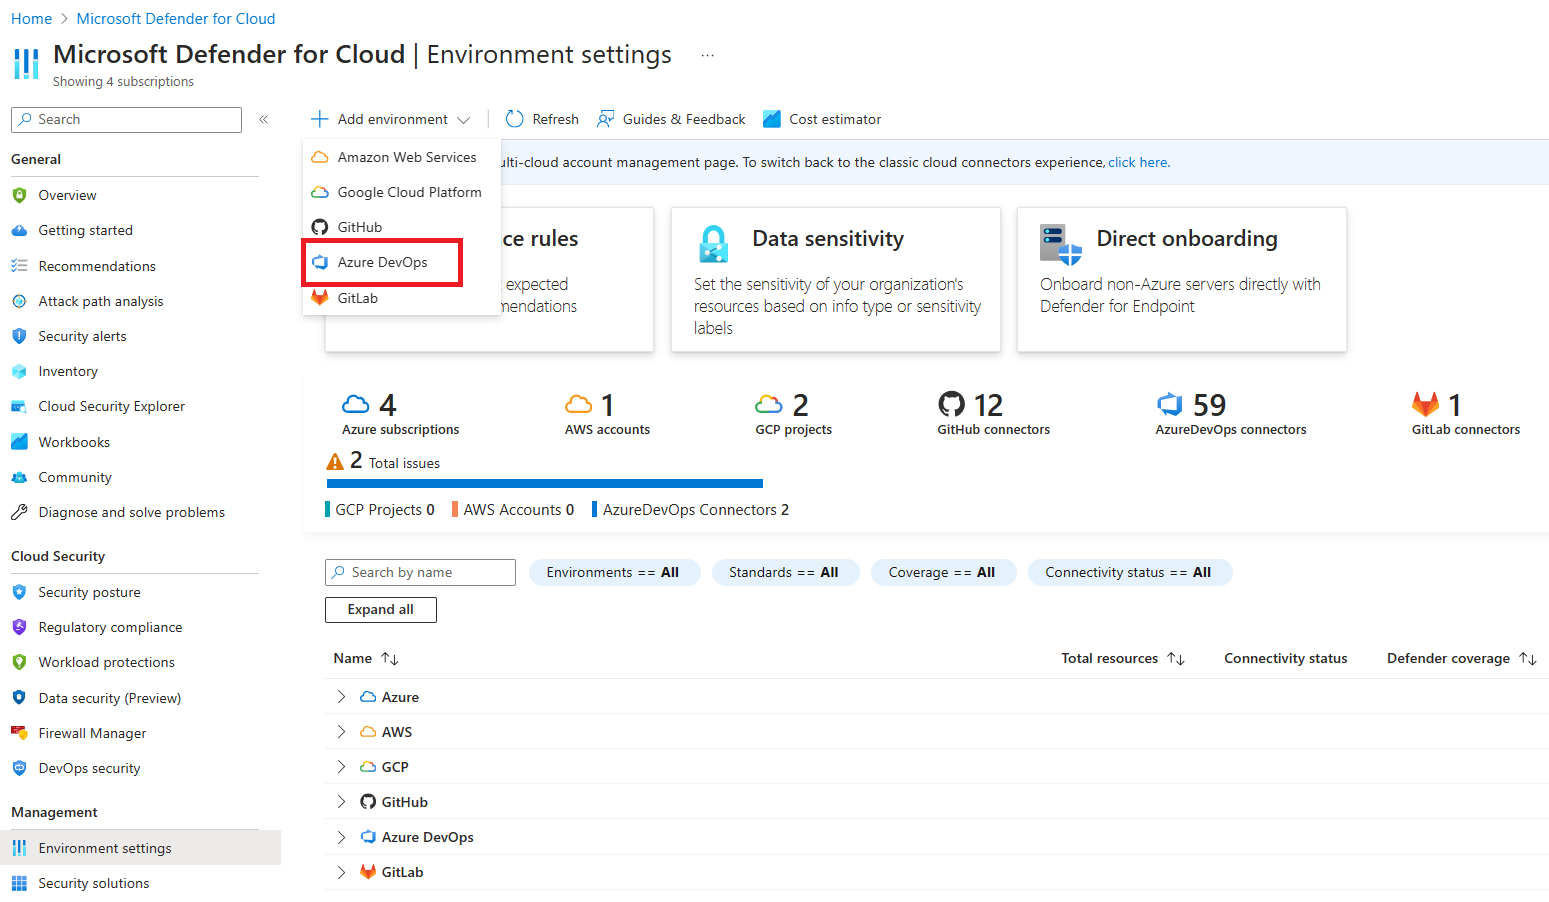 Home > Microsoft Defender for Cloud
Microsoft Defender for Cloud | Environment settings ...
Showing 4 subscriptions
Search «
General
Overview
Getting started
Recommendations
Attack path analysis
Security alerts
Inventory
Cloud Security Explorer
Workbooks
Community
Diagnose and solve problems
Cloud Security
Security posture
Regulatory compliance
Workload protections
Data security (Preview)
Firewall Manager
DevOps security
Management
Environment settings
Security solutions
Add environment Refresh Guides & Feedback Cost estimator
Amazon Web Services
Google Cloud Platform
GitHub
Azure DevOps
GitLab
multi-cloud account management page. To switch back to the classic cloud connectors experience, click here.
ce rules
expected
mendations
Data sensitivity
Set the sensitivity of your organization's
resources based on info type or sensitivity
labels
Direct onboarding
Onboard non-Azure servers directly with
Defender for Endpoint
4 1 2 12 59 1
Azure subscriptions AWS accounts GCP projects GitHub connectors AzureDevOps connectors GitLab connectors
2 Total issues
GCP Projects 0 AWS Accounts 0 AzureDevOps Connectors 2
Search by name Environments == All Standards == All Coverage == All Connectivity status == All
Expand all
Name Total resources Connectivity status Defender coverage
Azure
AWS
GCP
GitHub
Azure DevOps
GitLab